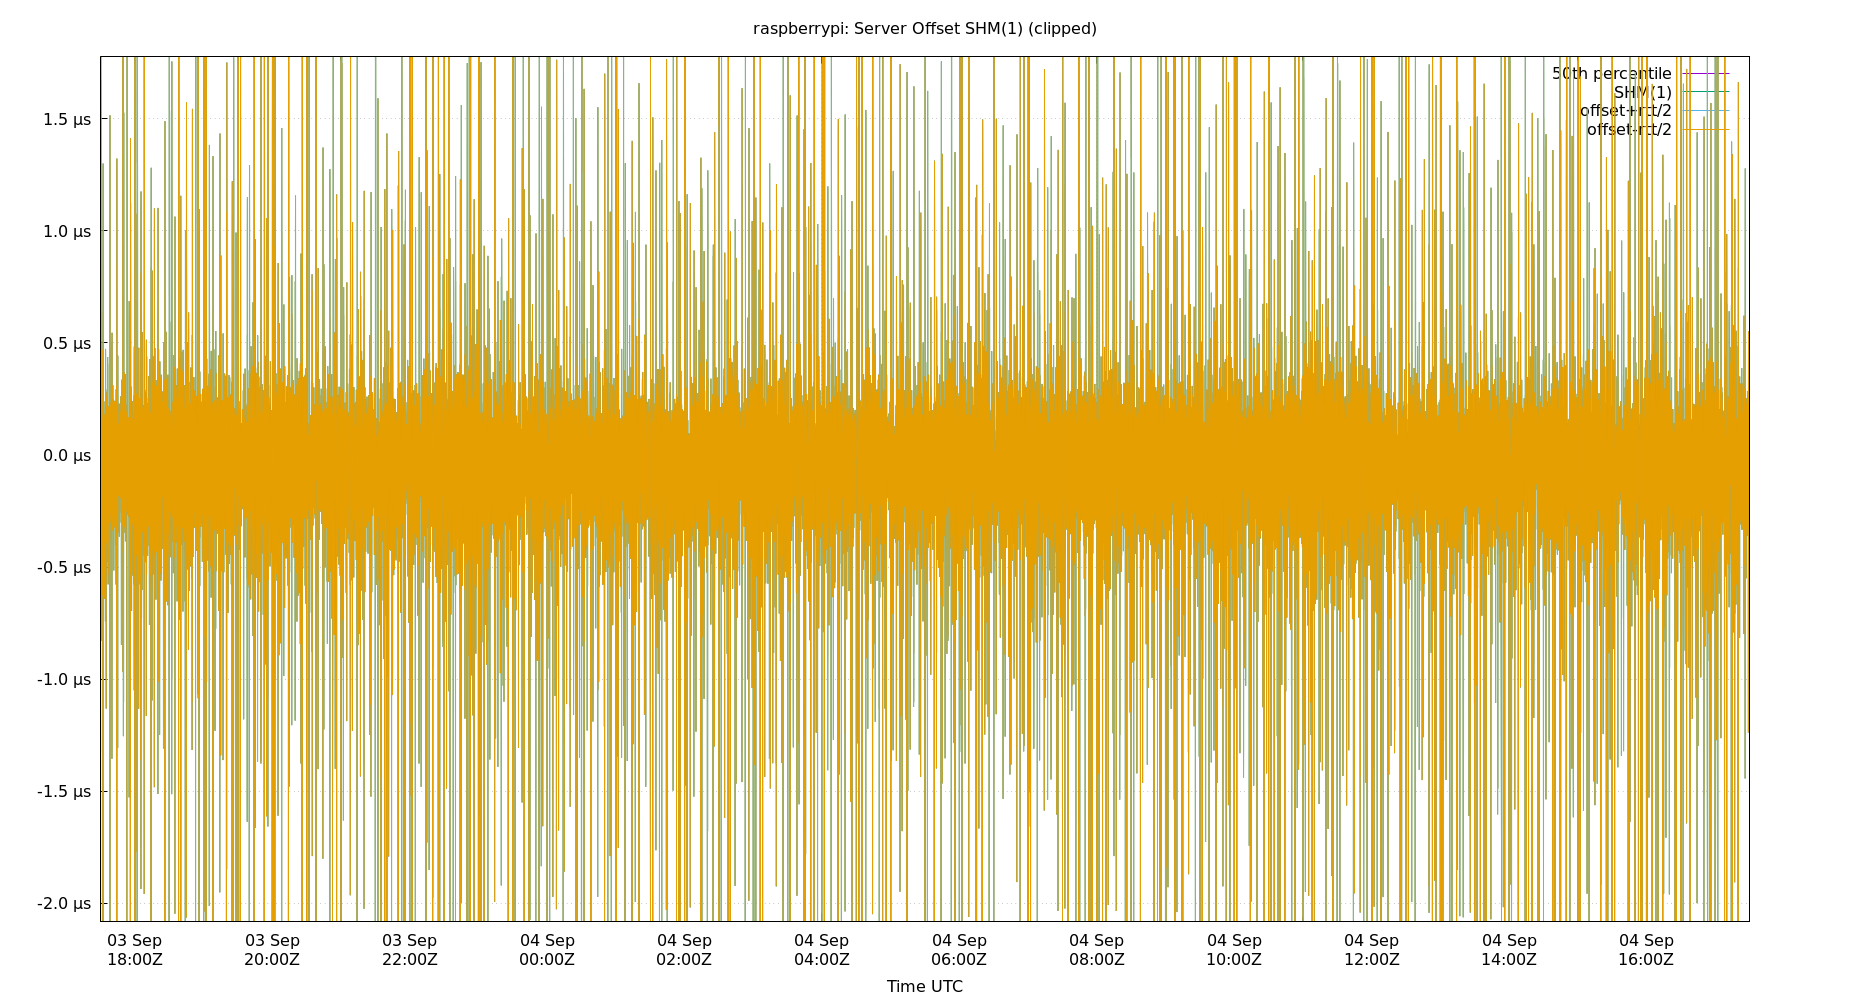 raspberrypi: Server Offset SHM(1) (clipped)
50th percentile
SHM(1)
offset+rtt/2
offset-rtt/2
1.5 µs
1.0 µs
0.5 µs
0.0 µs
-0.5 µs
-1.0 µs
-1.5 µs
-2.0 µs
03 Sep 03 Sep 03 Sep 04 Sep 04 Sep 04 Sep 04 Sep 04 Sep 04 Sep 04 Sep 04 Sep 04 Sep
18:00Z 20:00Z 22:00Z 00:00Z 02:00Z 04:00Z 06:00Z 08:00Z 10:00Z 12:00Z 14:00Z 16:00Z
Time UTC